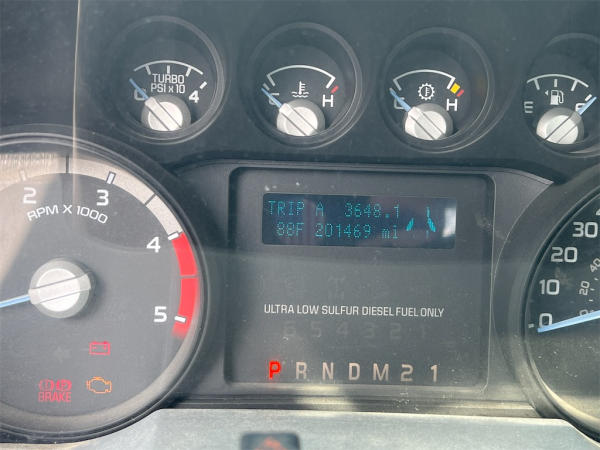 TURBO
PSI x 10
0 4
C H
C H
E F
2 3 4 5
RPM X 1000
TRIP A 3648.1
88F 201469 mi
ULTRA LOW SULFUR DIESEL FUEL ONLY
6 5 4 3 2 1
P R N D M 2 1
BRAKE
30
20
10
0